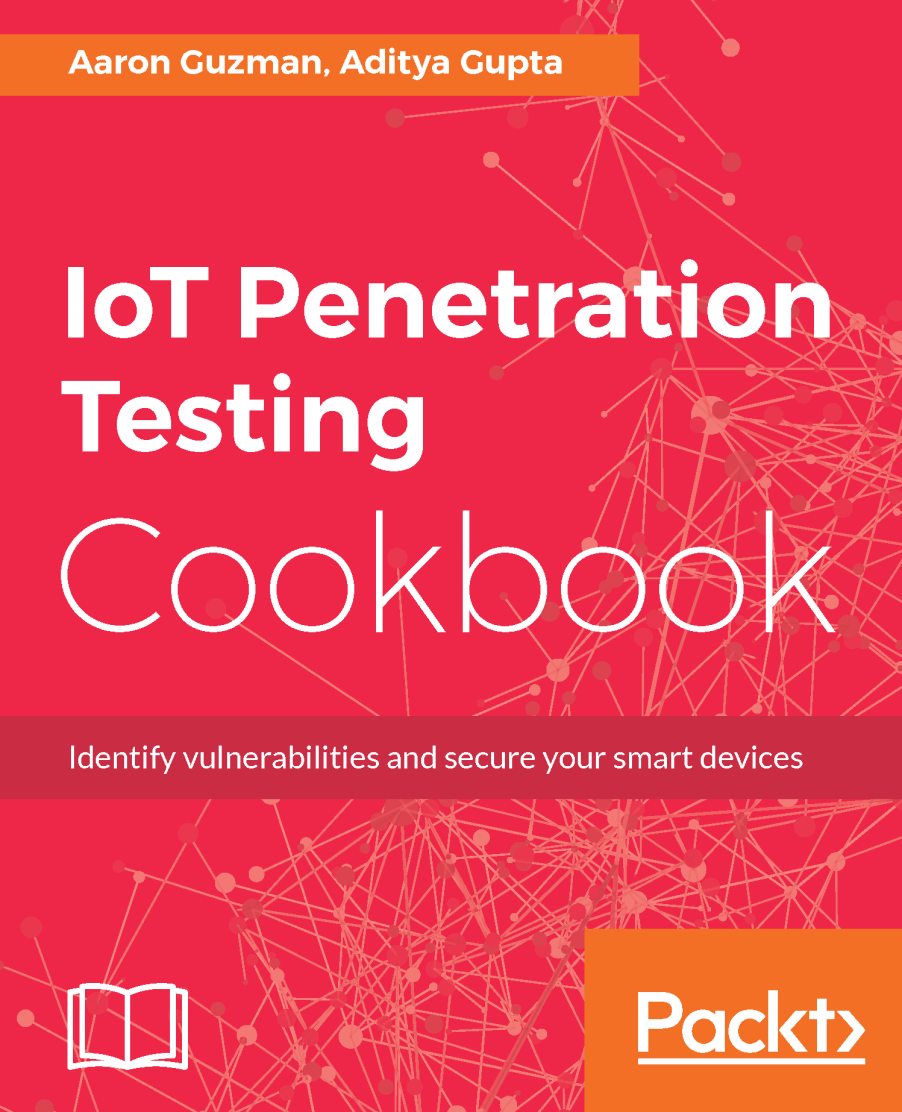 Aaron Guzman, Aditya Gupta
IoT Penetration
Testing
Cookbook
Identify vulnerabilities and secure your smart devices
Packt>